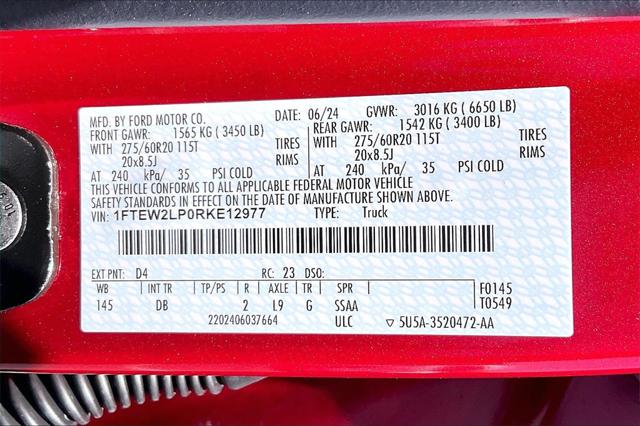 MFD. BY FORD MOTOR CO. DATE: 06/24 GVWR: 3016 KG ( 6650 LB)
FRONT GAWR: 1565 KG ( 3450 LB) REAR GAWR: 1542 KG ( 3400 LB)
WITH 275/60R20 115T TIRES WITH 275/60R20 115T TIRES
20x8.5J RIMS 20x8.5J RIMS
AT 240 kPa/ 35 PSI COLD AT 240 kPa/ 35 PSI COLD
THIS VEHICLE CONFORMS TO ALL APPLICABLE FEDERAL MOTOR VEHICLE
SAFETY STANDARDS IN EFFECT ON THE DATE OF MANUFACTURE SHOWN ABOVE.
VIN: 1FTEW2LP0RKE12977 TYPE: Truck
EXT PNT: D4 RC: 23 DSO:
WB INT TR TP/PS R AXLE TR SPR F0145
145 DB 2 L9 G SSAA T0549
2202406037664 ULC 5U5A-3520472-AA